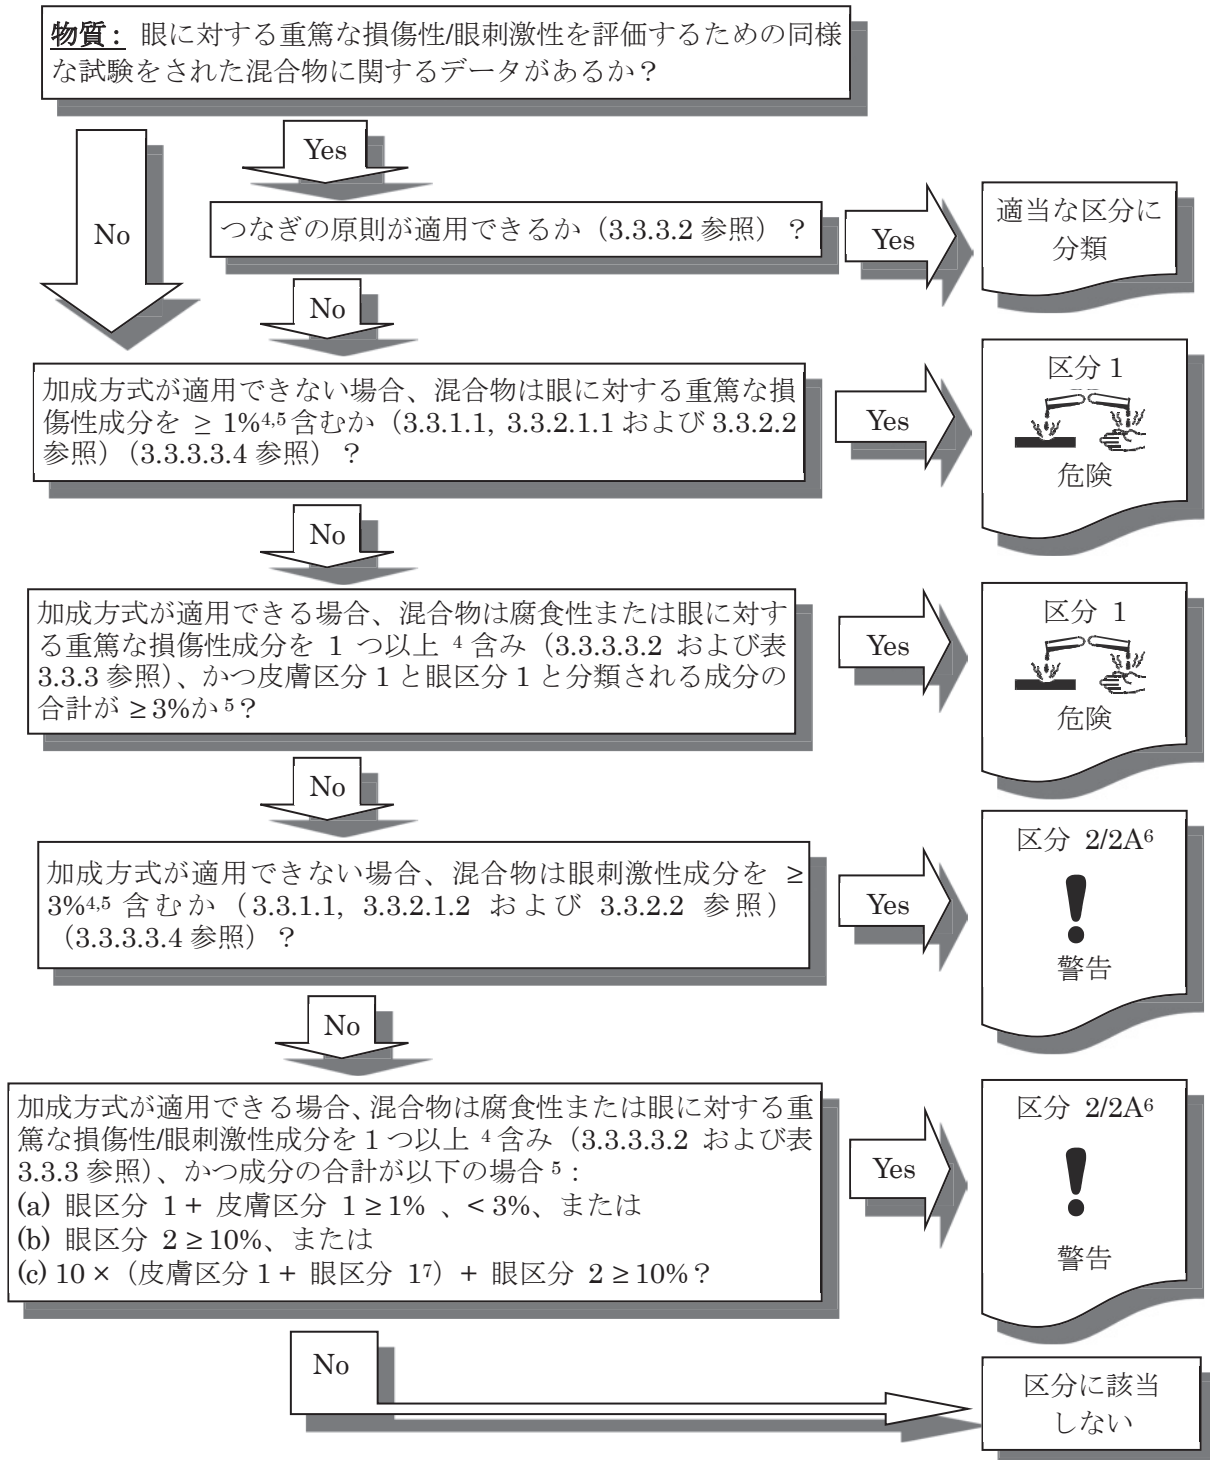 物質： 眼に対する重篤な損傷性/眼刺激性を評価するための同様
な試験をされた混合物に関するデータがあるか？
Yes
No
つなぎの原則が適用できるか（3.3.3.2 参照）？
Yes
適当な区分に
分類
No
加成方式が適用できない場合、混合物は眼に対する重篤な損
傷性成分を ≥ 1%4,5 含むか（3.3.1.1, 3.3.2.1.1 および 3.3.2.2
参照）（3.3.3.3.4 参照）？
Yes
区分 1
危険
No
加成方式が適用できる場合、混合物は腐食性または眼に対す
る重篤な損傷性成分を 1 つ以上 4 含み（3.3.3.3.2 および表
3.3.3 参照）、かつ皮膚区分 1 と眼区分 1 と分類される成分の
合計が ≥3%か 5？
Yes
区分 1
危険
No
加成方式が適用できない場合、混合物は眼刺激性成分を ≥
3%4,5 含むか（3.3.1.1, 3.3.2.1.2 および 3.3.2.2 参照）
（3.3.3.3.4 参照）？
Yes
区分 2/2A6
警告
No
加成方式が適用できる場合、混合物は腐食性または眼に対する重
篤な損傷性/眼刺激性成分を 1 つ以上 4 含み（3.3.3.3.2 および表
3.3.3 参照）、かつ成分の合計が以下の場合 5：
(a) 眼区分 1 + 皮膚区分 1 ≥ 1% 、< 3%、または
(b) 眼区分 2 ≥ 10%、または
(c) 10 ×（皮膚区分 1 + 眼区分 17）+ 眼区分 2 ≥ 10%？
Yes
区分 2/2A6
警告
No
区分に該当
しない